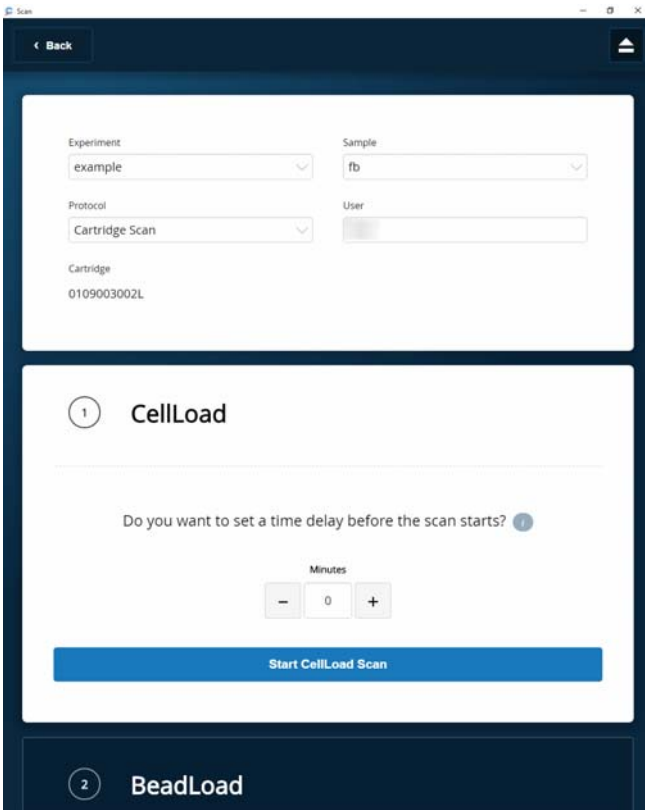 Scan
Back
Experiment
Sample
example
fb
Protocol
User
Cartridge Scan
Cartridge
0109003002L
1
CellLoad
Do you want to set a time delay before the scan starts? i
Minutes
− 0 +
Start CellLoad Scan
2
BeadLoad